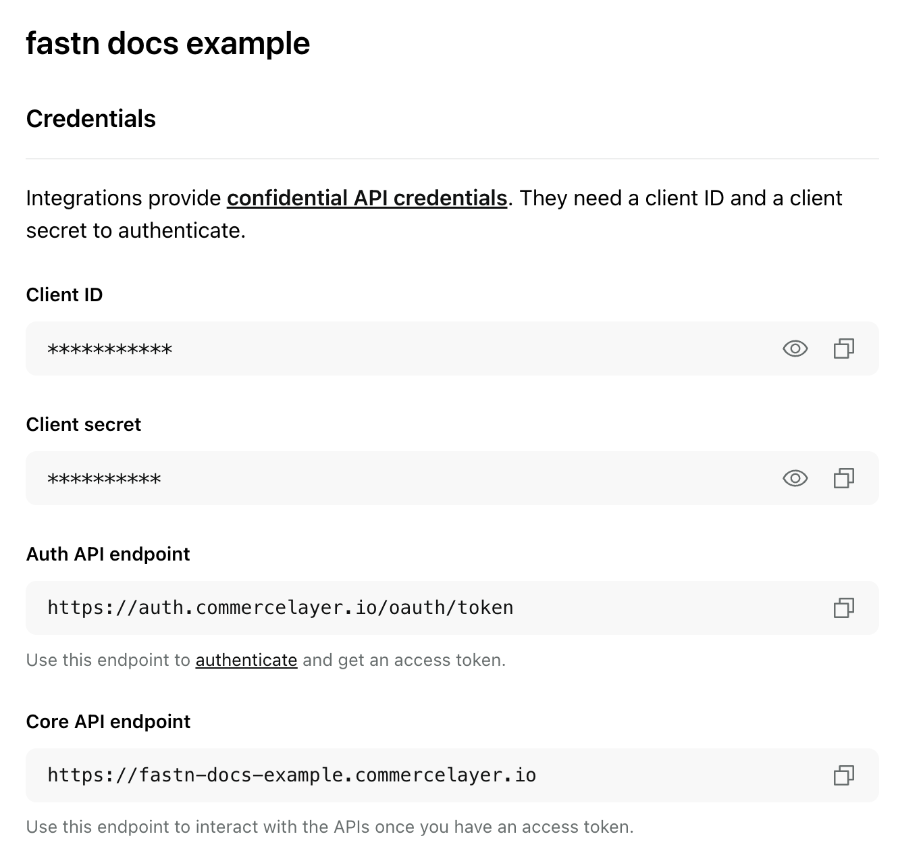 fastn docs example
Credentials
Integrations provide confidential API credentials. They need a client ID and a client
secret to authenticate.
Client ID
***********
Client secret
**********
Auth API endpoint
https://auth.commercelayer.io/oauth/token
Use this endpoint to authenticate and get an access token.
Core API endpoint
https://fastn-docs-example.commercelayer.io
Use this endpoint to interact with the APIs once you have an access token.